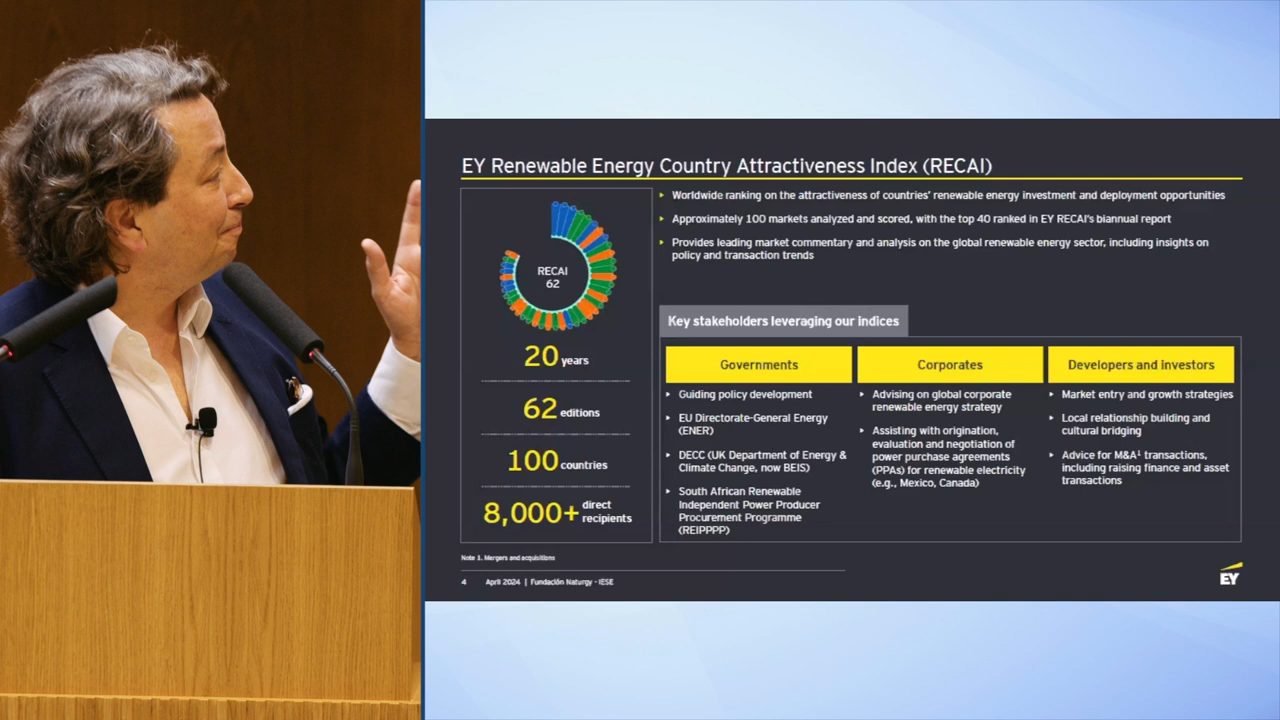 EY Renewable Energy Country Attractiveness Index (RECAI)
RECAI
62
20 years
62 editions
100 countries
8,000+ direct
recipients
Worldwide ranking on the attractiveness of countries' renewable energy investment and deployment opportunities
Approximately 100 markets analyzed and scored, with the top 40 ranked in EY RECAI's biannual report
Provides leading market commentary and analysis on the global renewable energy sector, including insights on
policy and transaction trends
Key stakeholders leveraging our indices
Governments
Guiding policy development
EU Directorate-General Energy
(ENER)
DECC (UK Department of Energy &
Climate Change, now BEIS)
South African Renewable
Independent Power Producer
Procurement Programme
(REIPPPP)
Corporates
Advising on global corporate
renewable energy strategy
Assisting with origination,
evaluation and negotiation of
power purchase agreements
(PPAs) for renewable electricity
(e.g., Mexico, Canada)
Developers and investors
Market entry and growth strategies
Local relationship building and
cultural bridging
Advice for M&A¹ transactions,
including raising finance and asset
transactions
Note 1. Mergers and acquisitions
4 April 2024 | Fundación Naturgy - IESE
EY